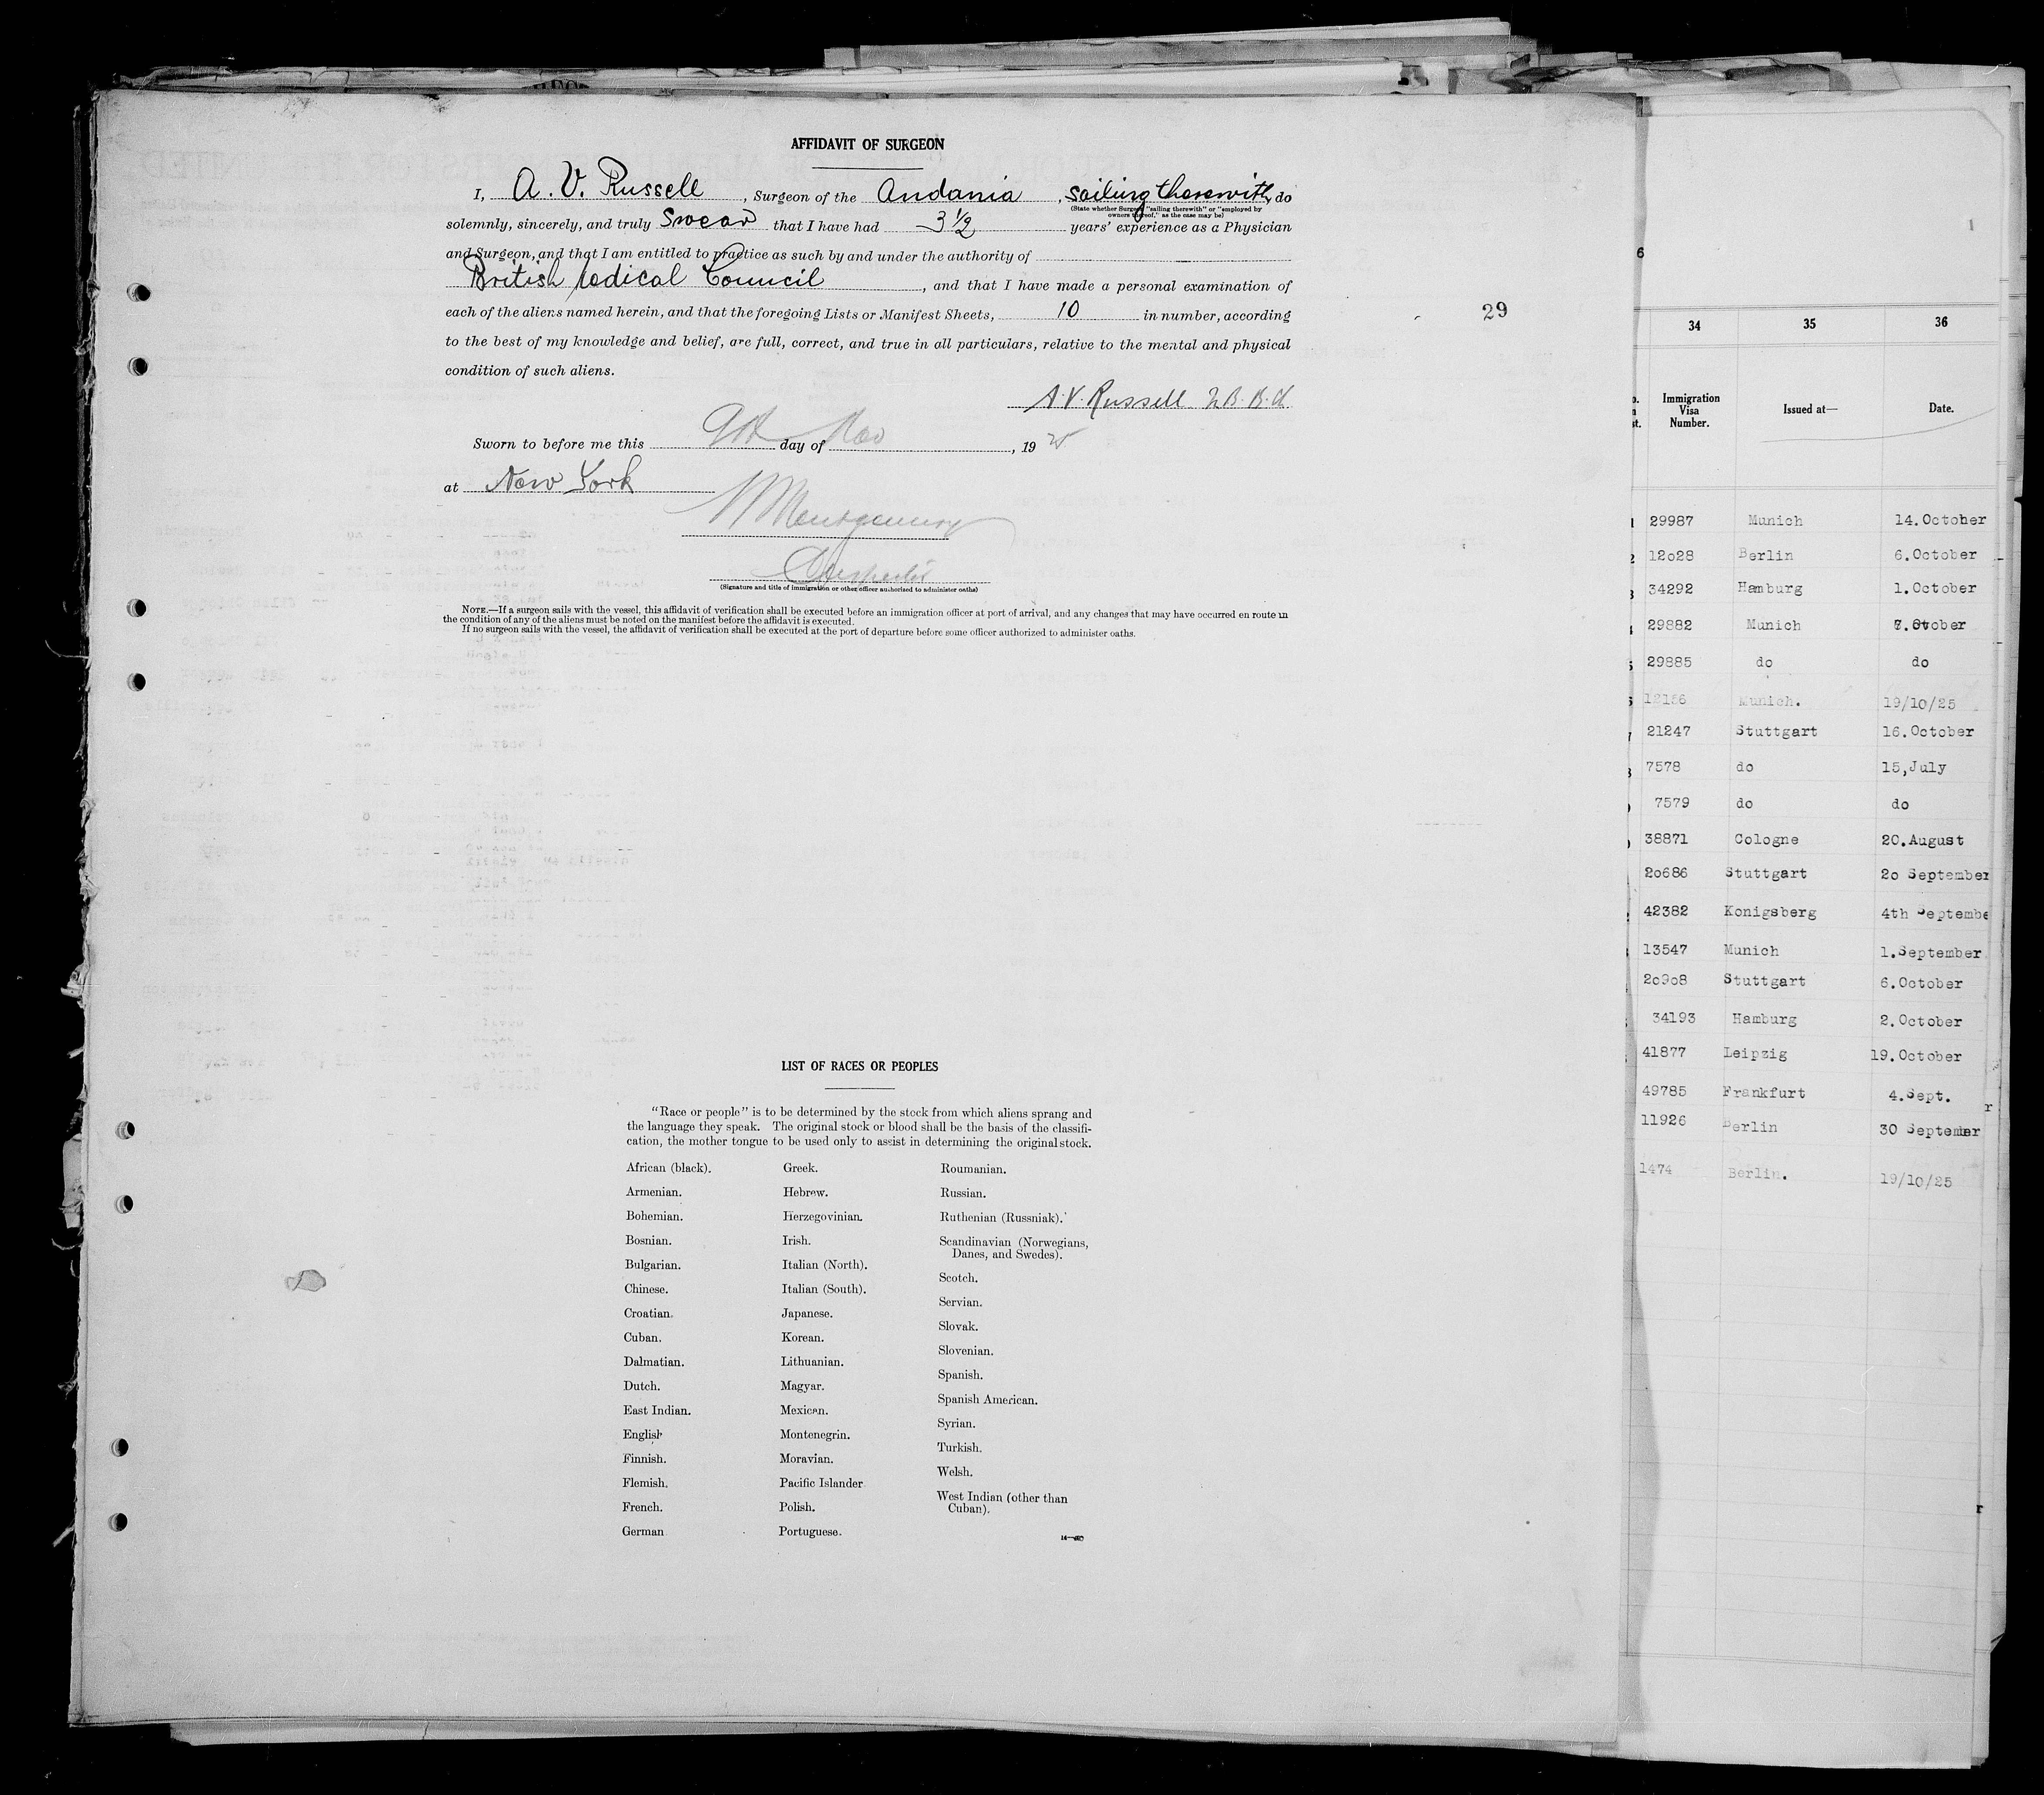 AFFIDAVIT OF SURGEON
I, A. V. Russell, Surgeon of the Andania, sailing therewith, do
(State whether Surgeon "sailing therewith" or "employed by
owners thereof," as the case may be)
solemnly, sincerely, and truly Swear that I have had 3 1/2 years' experience as a Physician
and Surgeon, and that I am entitled to practice as such by and under the authority of
British Medical Council, and that I have made a personal examination of
each of the aliens named herein, and that the foregoing Lists or Manifest Sheets, 10 in number, according
to the best of my knowledge and belief, are full, correct, and true in all particulars, relative to the mental and physical
condition of such aliens.
A. V. Russell
Sworn to before me this 9th day of Nov, 19
at New York
Montgomery
(Signature and title of immigration or other officer authorized to administer oaths)
NOTE.—If a surgeon sails with the vessel, this affidavit of verification shall be executed before an immigration officer at port of arrival, and any changes that may have occurred en route in
the condition of any of the aliens must be noted on the manifest before the affidavit is executed.
If no surgeon sails with the vessel, the affidavit of verification shall be executed at the port of departure before some officer authorized to administer oaths.
29
LIST OF RACES OR PEOPLES
"Race or people" is to be determined by the stock from which aliens sprang and
the language they speak. The original stock or blood shall be the basis of the classifi-
cation, the mother tongue to be used only to assist in determining the original stock.
African (black).
Armenian.
Bohemian.
Bosnian.
Bulgarian.
Chinese.
Croatian.
Cuban.
Dalmatian.
Dutch.
East Indian.
English
Finnish.
Flemish.
French.
German
Greek.
Hebrew.
Herzegovinian.
Irish.
Italian (North).
Italian (South).
Japanese.
Korean.
Lithuanian.
Magyar.
Mexican.
Montenegrin.
Moravian.
Pacific Islander
Polish.
Portuguese.
Roumanian.
Russian.
Ruthenian (Russniak).
Scandinavian (Norwegians,
Danes, and Swedes).
Scotch.
Servian.
Slovak.
Slovenian.
Spanish.
Spanish American.
Syrian.
Turkish.
Welsh.
West Indian (other than
Cuban).
6
34 35 36
Immigration
Visa
Number.
Issued at—
Date.
29987 Munich 14.October
12o28 Berlin 6.October
34292 Hamburg 1.October
29882 Munich
29885 do do
Munich. 19/10/25
21247 Stuttgart 16.October
7578 do 15,July
7579 do do
38871 Cologne 20.August
2o686 Stuttgart 2o September
42382 Konigsberg 4th Septembe
13547 Munich 1.September
2o9o8 Stuttgart 6.October
34193 Hamburg 2.October
41877 Leipzig 19.October
49785 Frankfurt 4.Sept.
11926 Berlin 30 September
1474 Berlin. 19/10/25